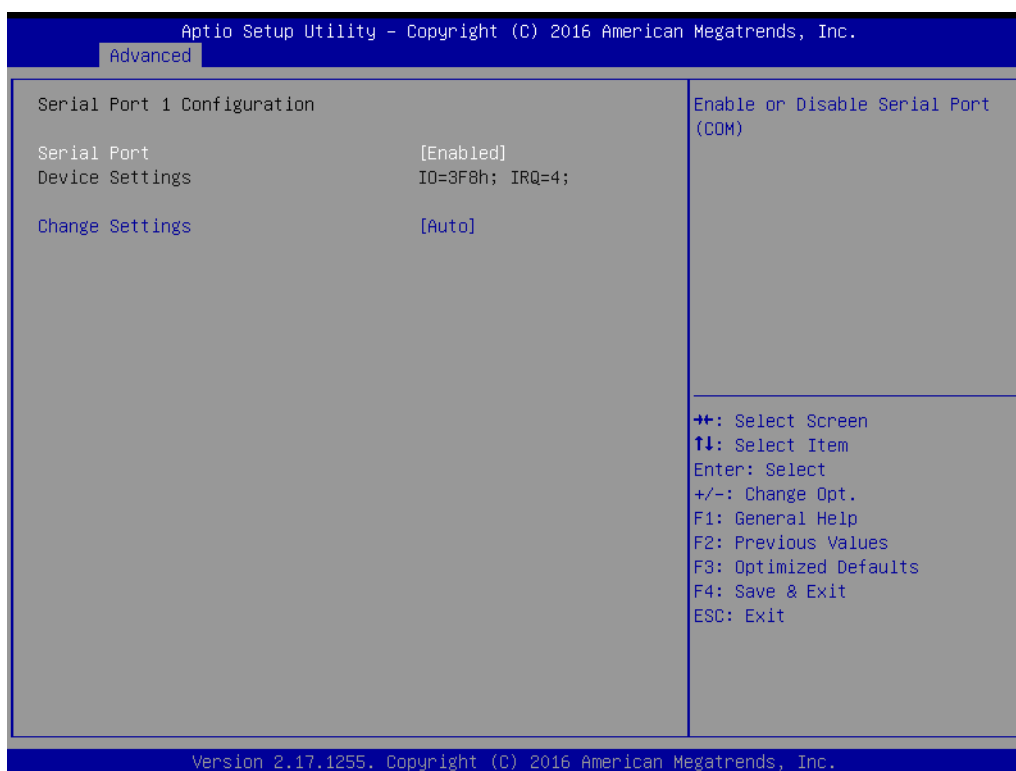 Aptio Setup Utility – Copyright (C) 2016 American Megatrends, Inc.
Advanced
Serial Port 1 Configuration
Serial Port [Enabled]
Device Settings IO=3F8h; IRQ=4;
Change Settings [Auto]
Enable or Disable Serial Port
(COM)
→←: Select Screen
↑↓: Select Item
Enter: Select
+/-: Change Opt.
F1: General Help
F2: Previous Values
F3: Optimized Defaults
F4: Save & Exit
ESC: Exit
Version 2.17.1255. Copyright (C) 2016 American Megatrends, Inc.